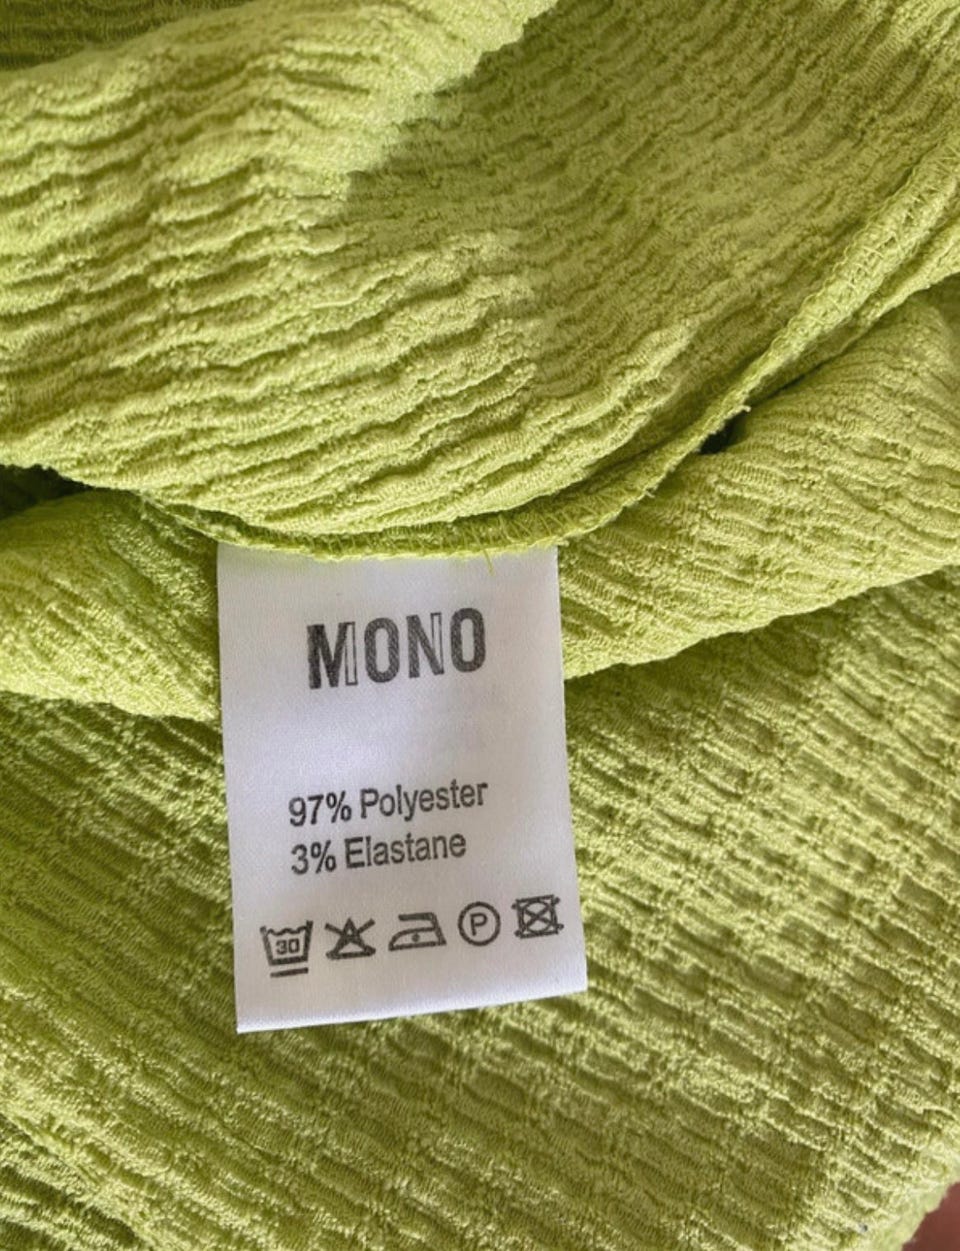 MONO
97% Polyester
3% Elastane
30 P